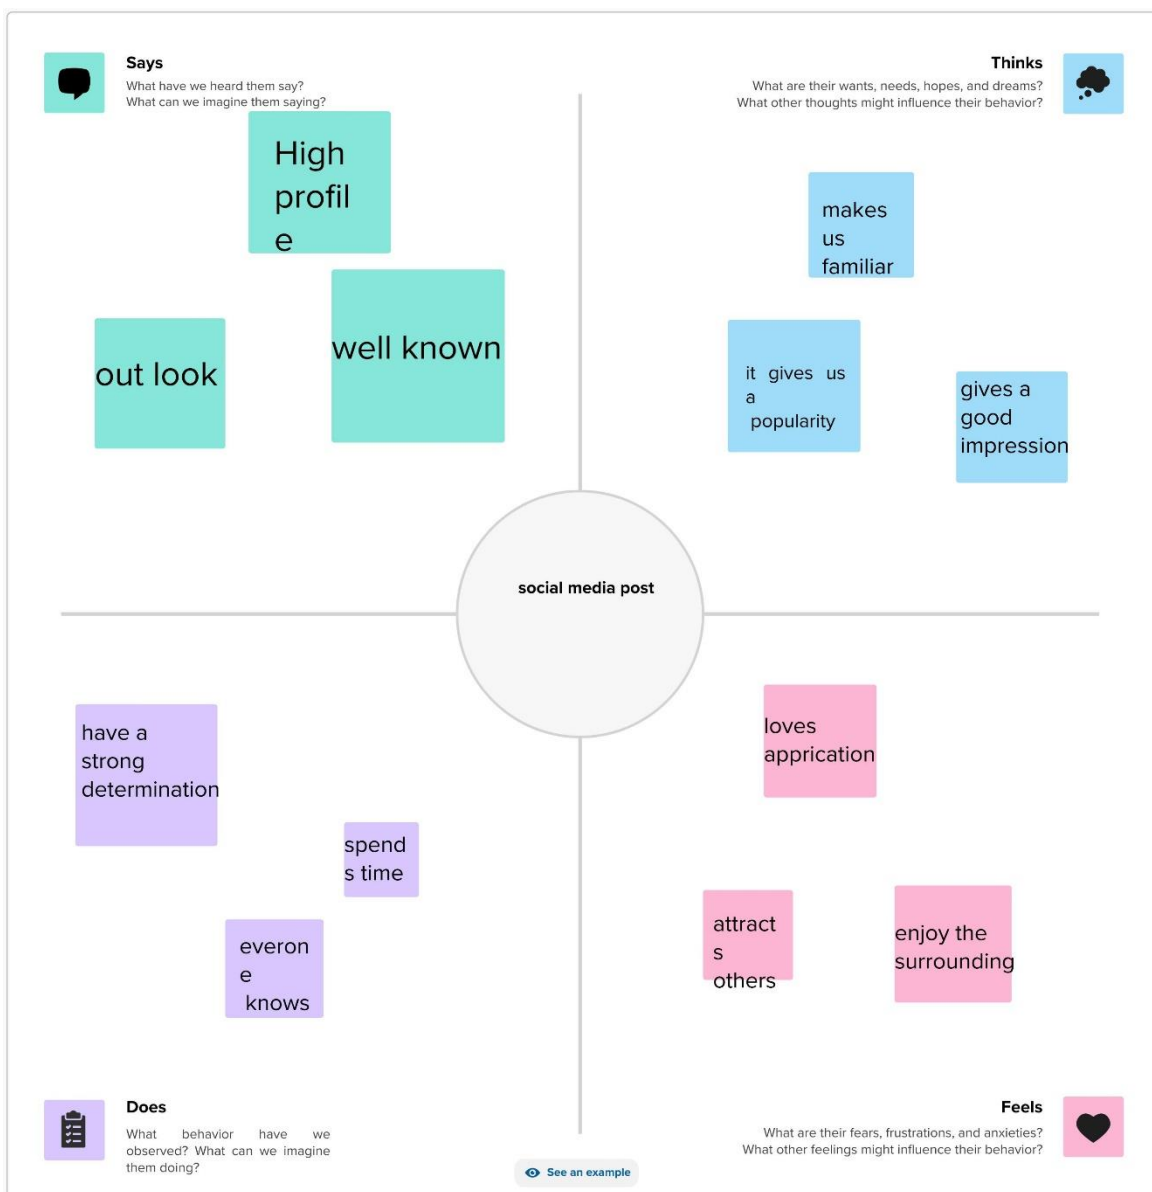 Says
What have we heard them say?
What can we imagine them saying?
High
profil
e
well known
out look
Thinks
What are their wants, needs, hopes, and dreams?
What other thoughts might influence their behavior?
makes
us
familiar
it gives us
a
popularity
gives a
good
impression
social media post
have a
strong
determination
spend
s time
everon
e
knows
Does
What behavior have we
observed? What can we imagine
them doing?
loves
apprication
attract
s
others
enjoy the
surrounding
Feels
What are their fears, frustrations, and anxieties?
What other feelings might influence their behavior?
See an example